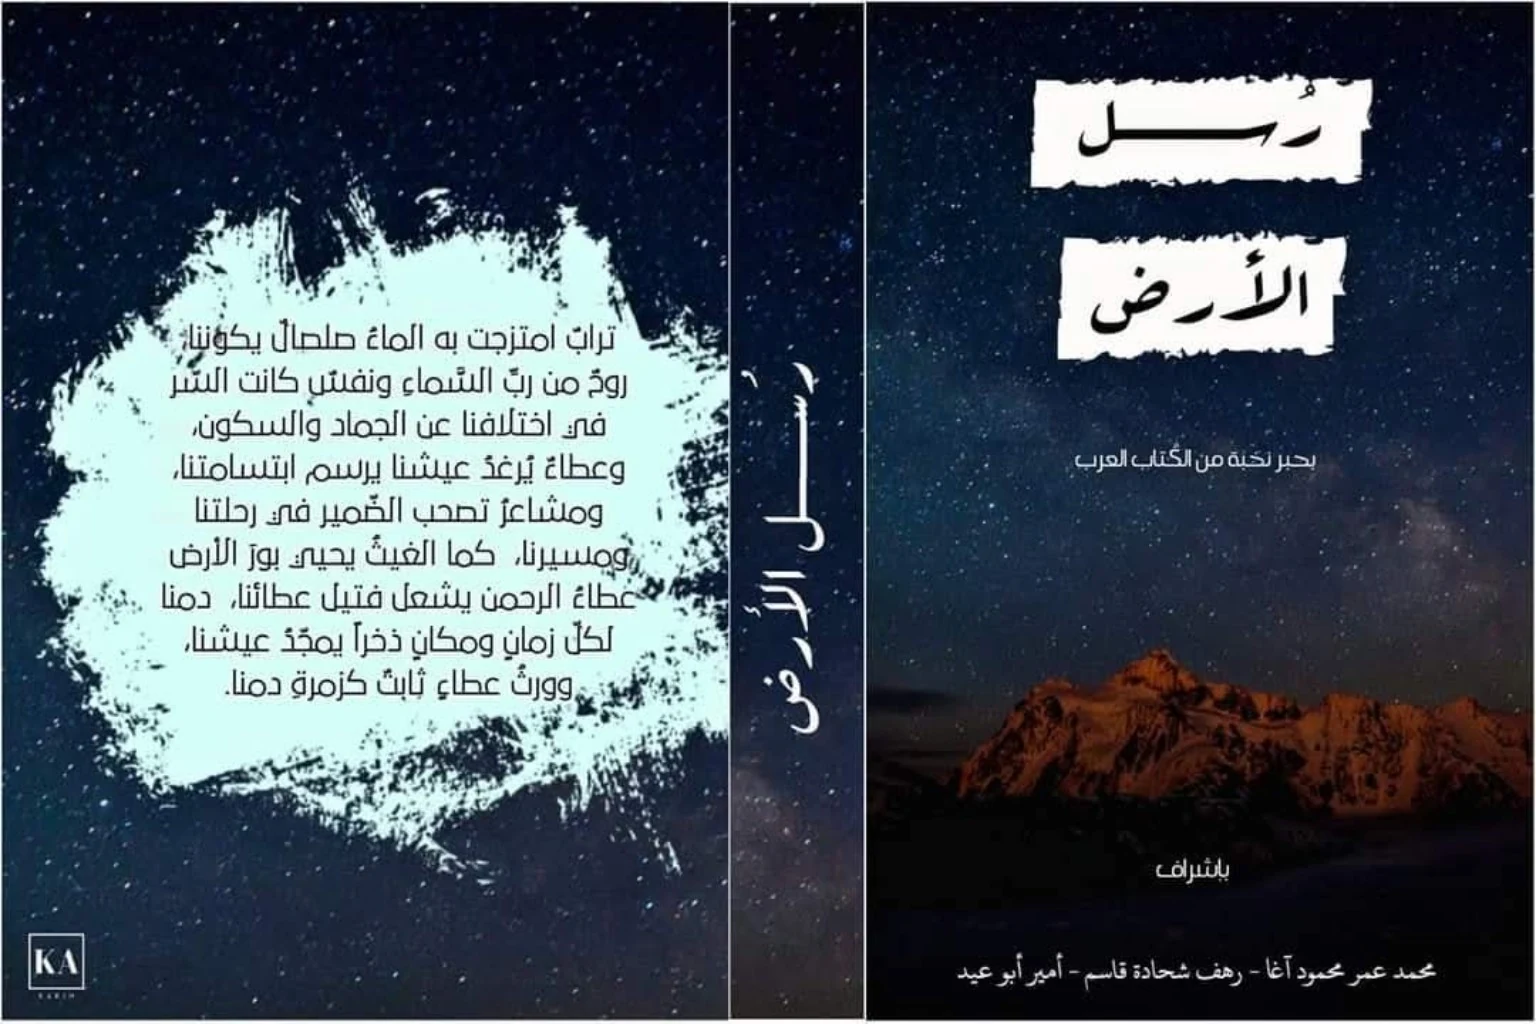 رُسل
الأرض
بحبر نخبة من الكُتاب العرب
بإشراف
محمد عمر محمود آغا - رهف شحادة قاسم - أمير أبو عيد
رُسل الأرض
ترابٌ امتزجت به الماءُ صلصالٌ يكوّننا،
روحٌ من ربِّ السَّماءِ ونفسٌ كانت السّر
في اختلافنا عن الجماد والسكون،
وعطاءٌ يُرغدُ عيشنا يرسم ابتسامتنا،
ومشاعرٌ تصحب الضّمير في رحلتنا
ومسيرنا، كما الغيثُ يحيي بورَ الأرض
عطاءُ الرحمن يشعل فتيل عطائنا، دمنا
لكلِّ زمانٍ ومكانٍ ذخراً يمجّدُ عيشنا،
وورثُ عطاءٍ ثابتٌ كزمرةِ دمنا.
KA
KARIM